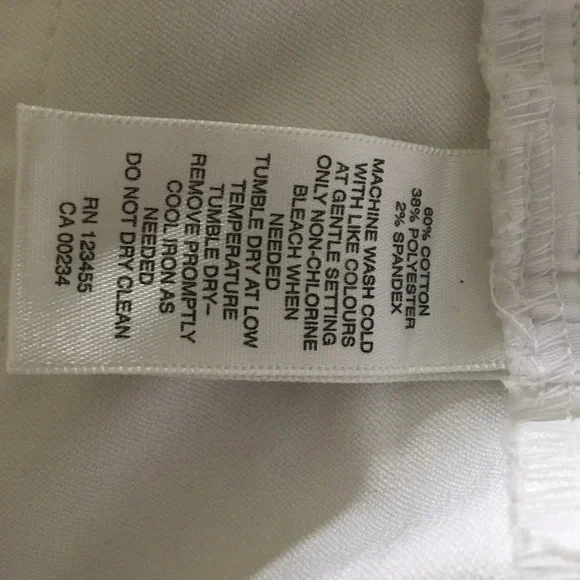 60% COTTON
38% POLYESTER
2% SPANDEX
MACHINE WASH COLD
WITH LIKE COLOURS
AT GENTLE SETTING
ONLY NON-CHLORINE
BLEACH WHEN
NEEDED
TUMBLE DRY AT LOW
TEMPERATURE
TUMBLE DRY-
REMOVE PROMPTLY
COOL IRON AS
NEEDED
DO NOT DRY CLEAN
RN 123455
CA 00234